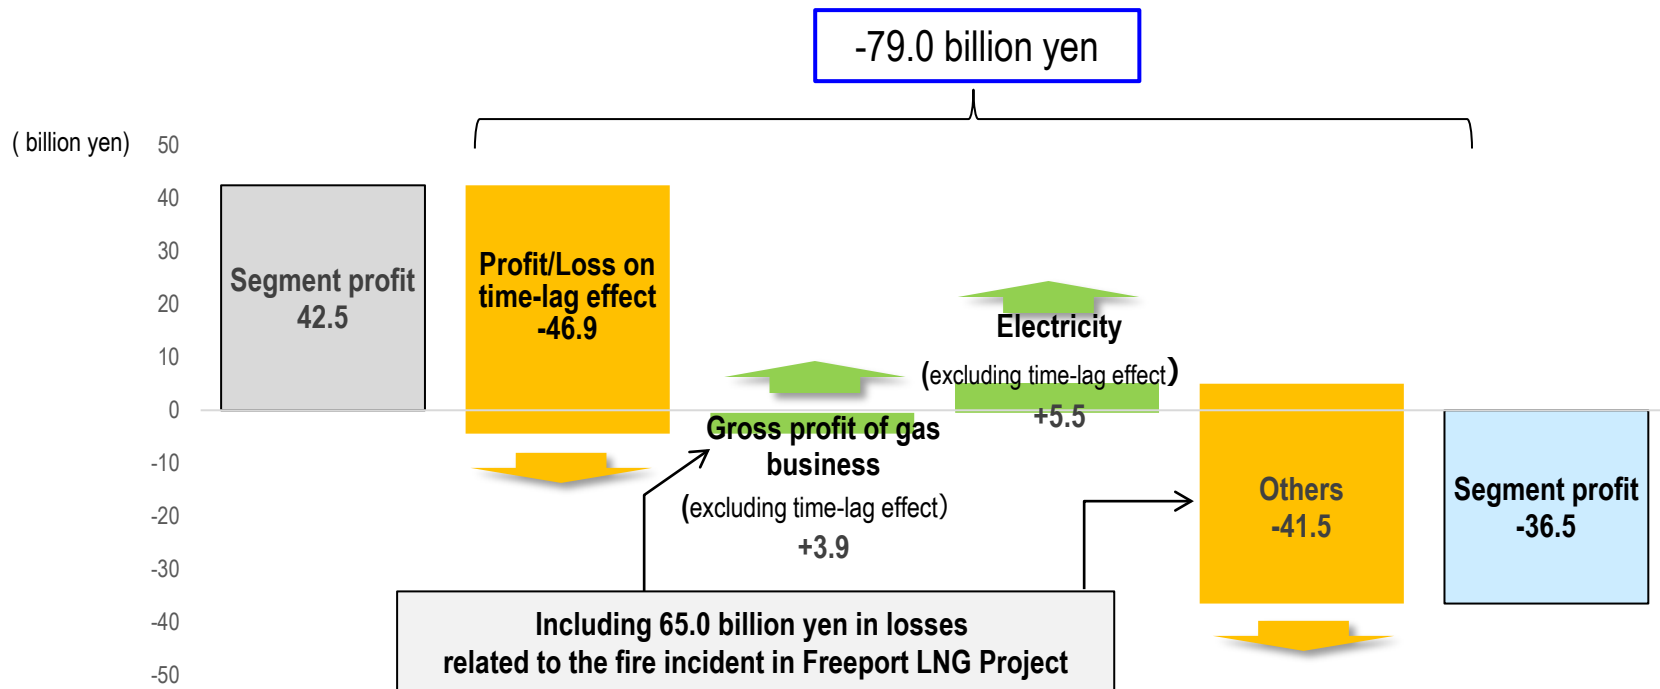 -79.0 billion yen
( billion yen)
50
40
30
20
10
0
-10
-20
-30
-40
-50
Segment profit
42.5
Profit/Loss on
time-lag effect
-46.9
Gross profit of gas
business
(excluding time-lag effect)
+3.9
Electricity
(excluding time-lag effect)
+5.5
Others
-41.5
Segment profit
-36.5
Including 65.0 billion yen in losses
related to the fire incident in Freeport LNG Project